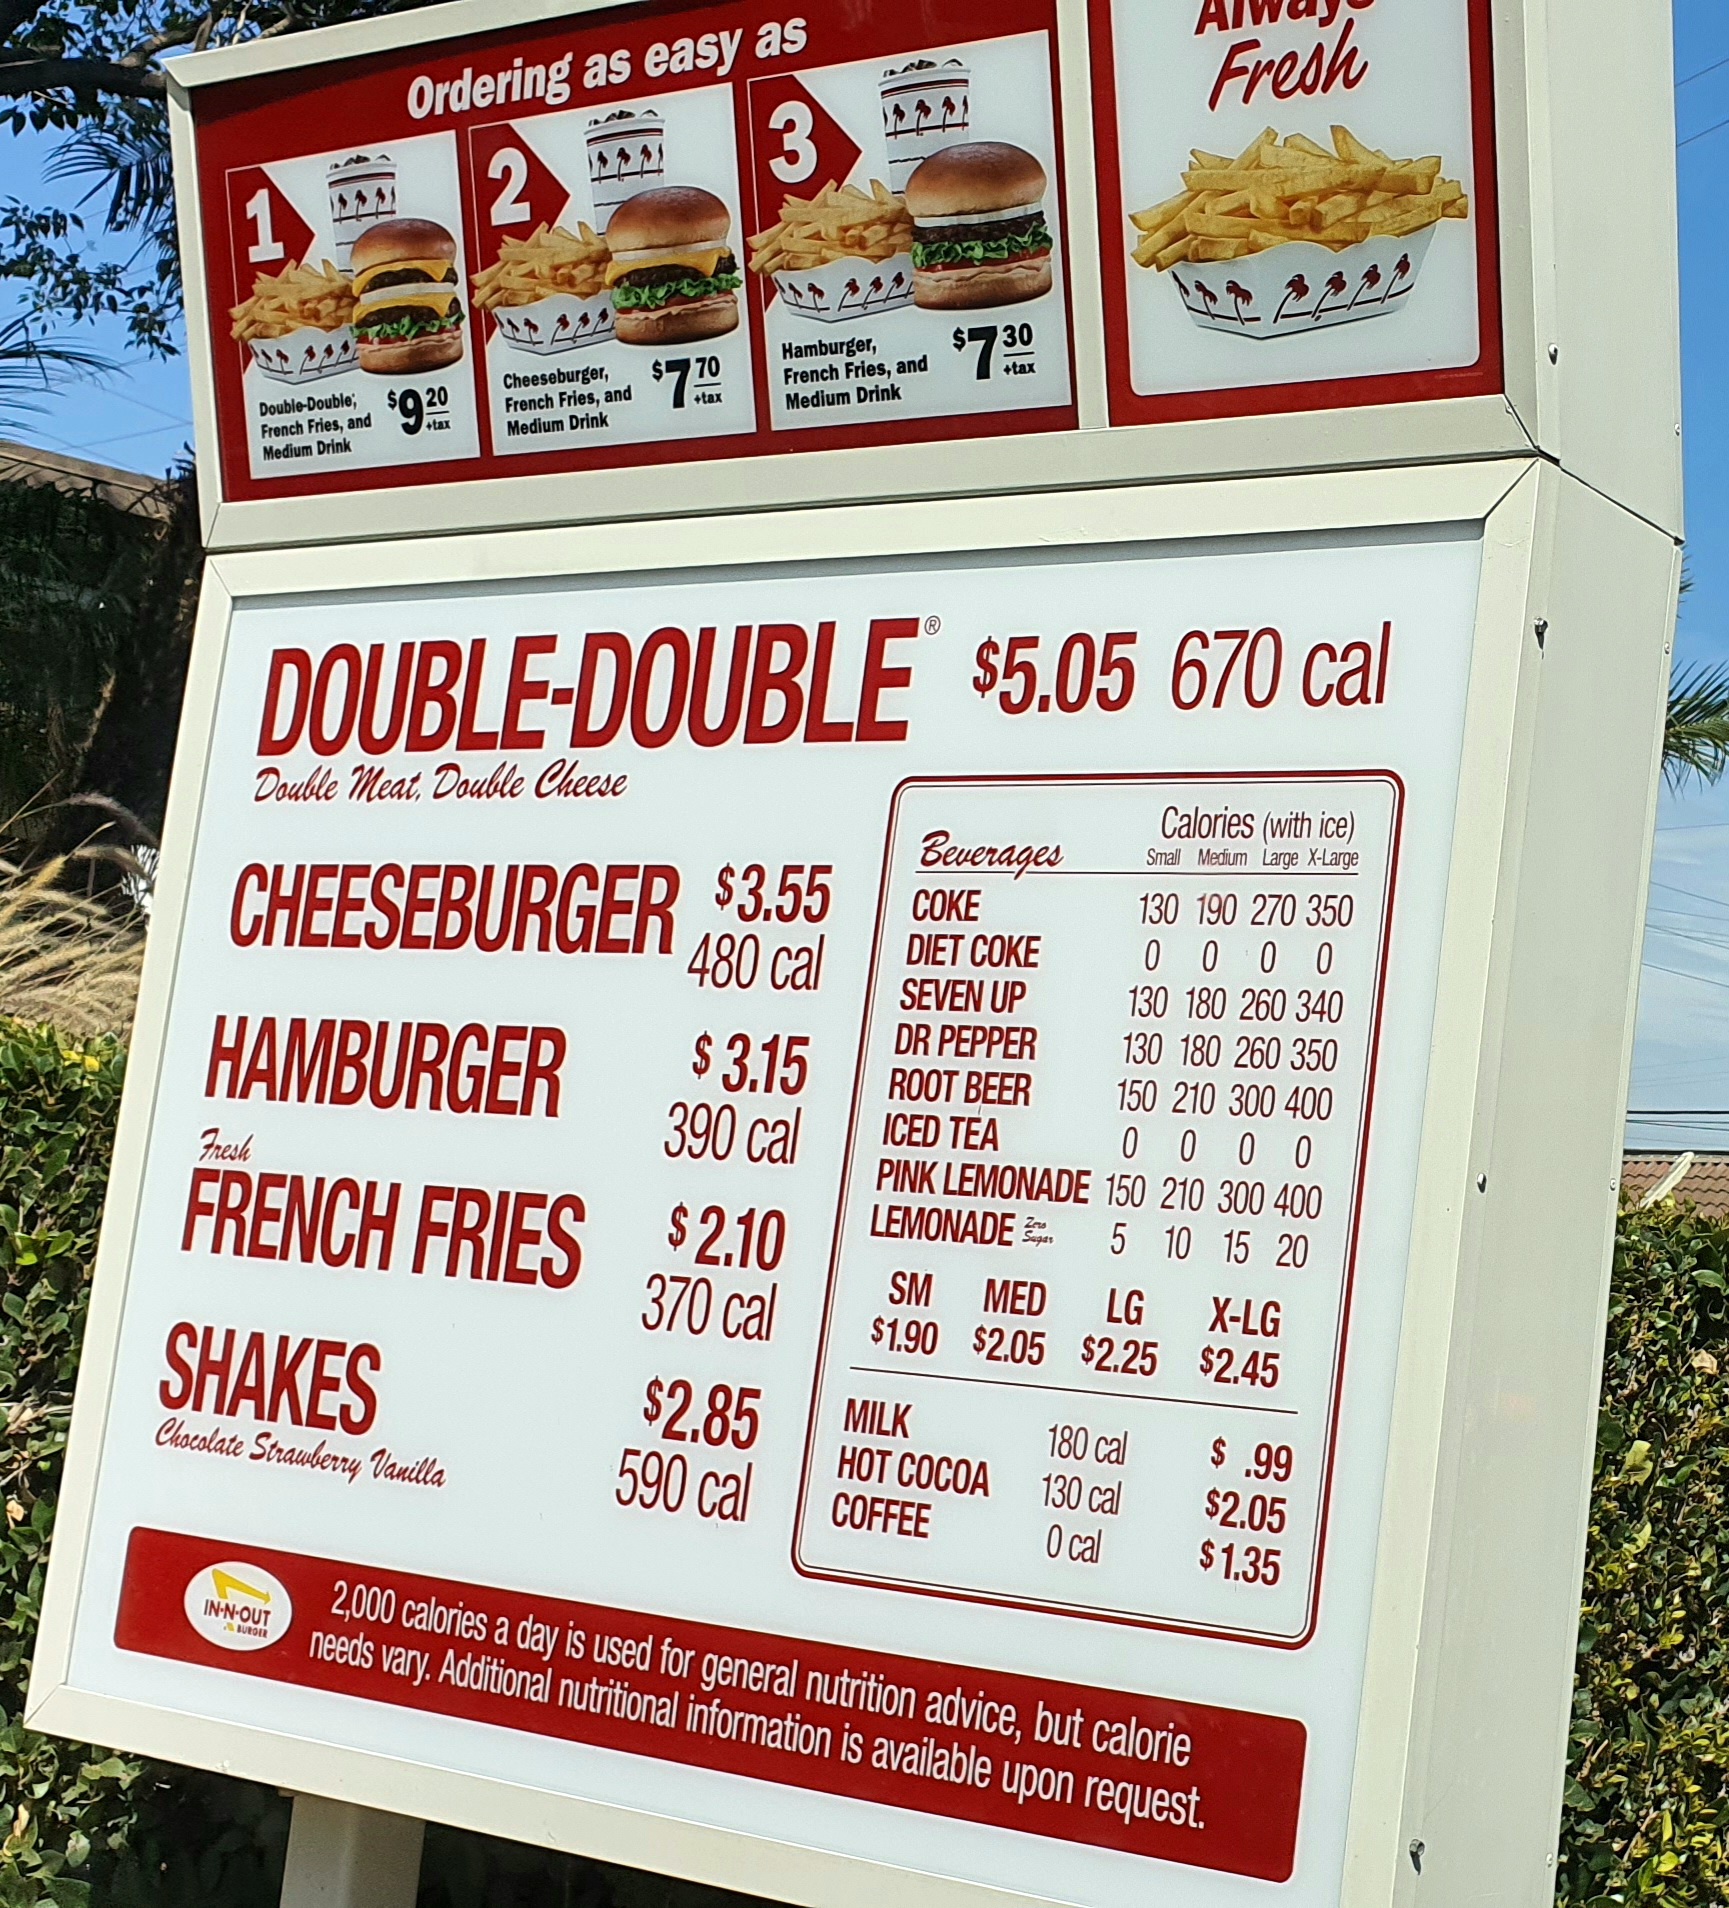 Always
Fresh
Ordering as easy as
1
Double-Double,
French Fries, and
Medium Drink
$9 20
+tax
2
Cheeseburger,
French Fries, and
Medium Drink
$7 70
+tax
3
Hamburger,
French Fries, and
Medium Drink
$7 30
+tax
DOUBLE-DOUBLE® $5.05 670 cal
Double Meat, Double Cheese
CHEESEBURGER $3.55
480 cal
HAMBURGER $3.15
390 cal
Fresh
FRENCH FRIES $2.10
370 cal
SHAKES $2.85
Chocolate Strawberry Vanilla
590 cal
Calories (with ice)
Beverages Small Medium Large X-Large
COKE 130 190 270 350
DIET COKE 0 0 0 0
SEVEN UP 130 180 260 340
DR PEPPER 130 180 260 350
ROOT BEER 150 210 300 400
ICED TEA 0 0 0 0
PINK LEMONADE 150 210 300 400
LEMONADE Zero Sugar 5 10 15 20
SM MED LG X-LG
$1.90 $2.05 $2.25 $2.45
MILK 180 cal $ .99
HOT COCOA 130 cal $2.05
COFFEE 0 cal $1.35
IN-N-OUT
BURGER
2,000 calories a day is used for general nutrition advice, but calorie
needs vary. Additional nutritional information is available upon request.